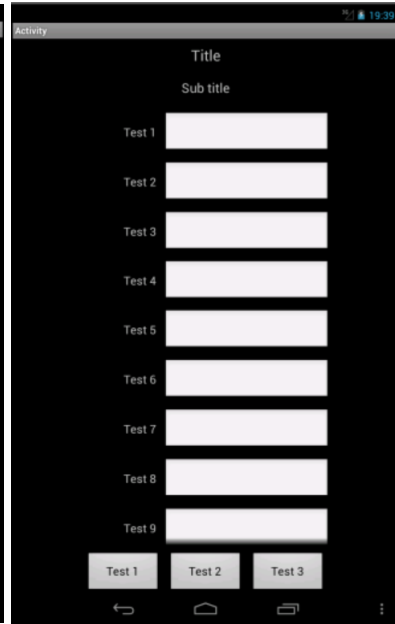 19:39
Activity
Title
Sub title
Test 1
Test 2
Test 3
Test 4
Test 5
Test 6
Test 7
Test 8
Test 9
Test 1 Test 2 Test 3